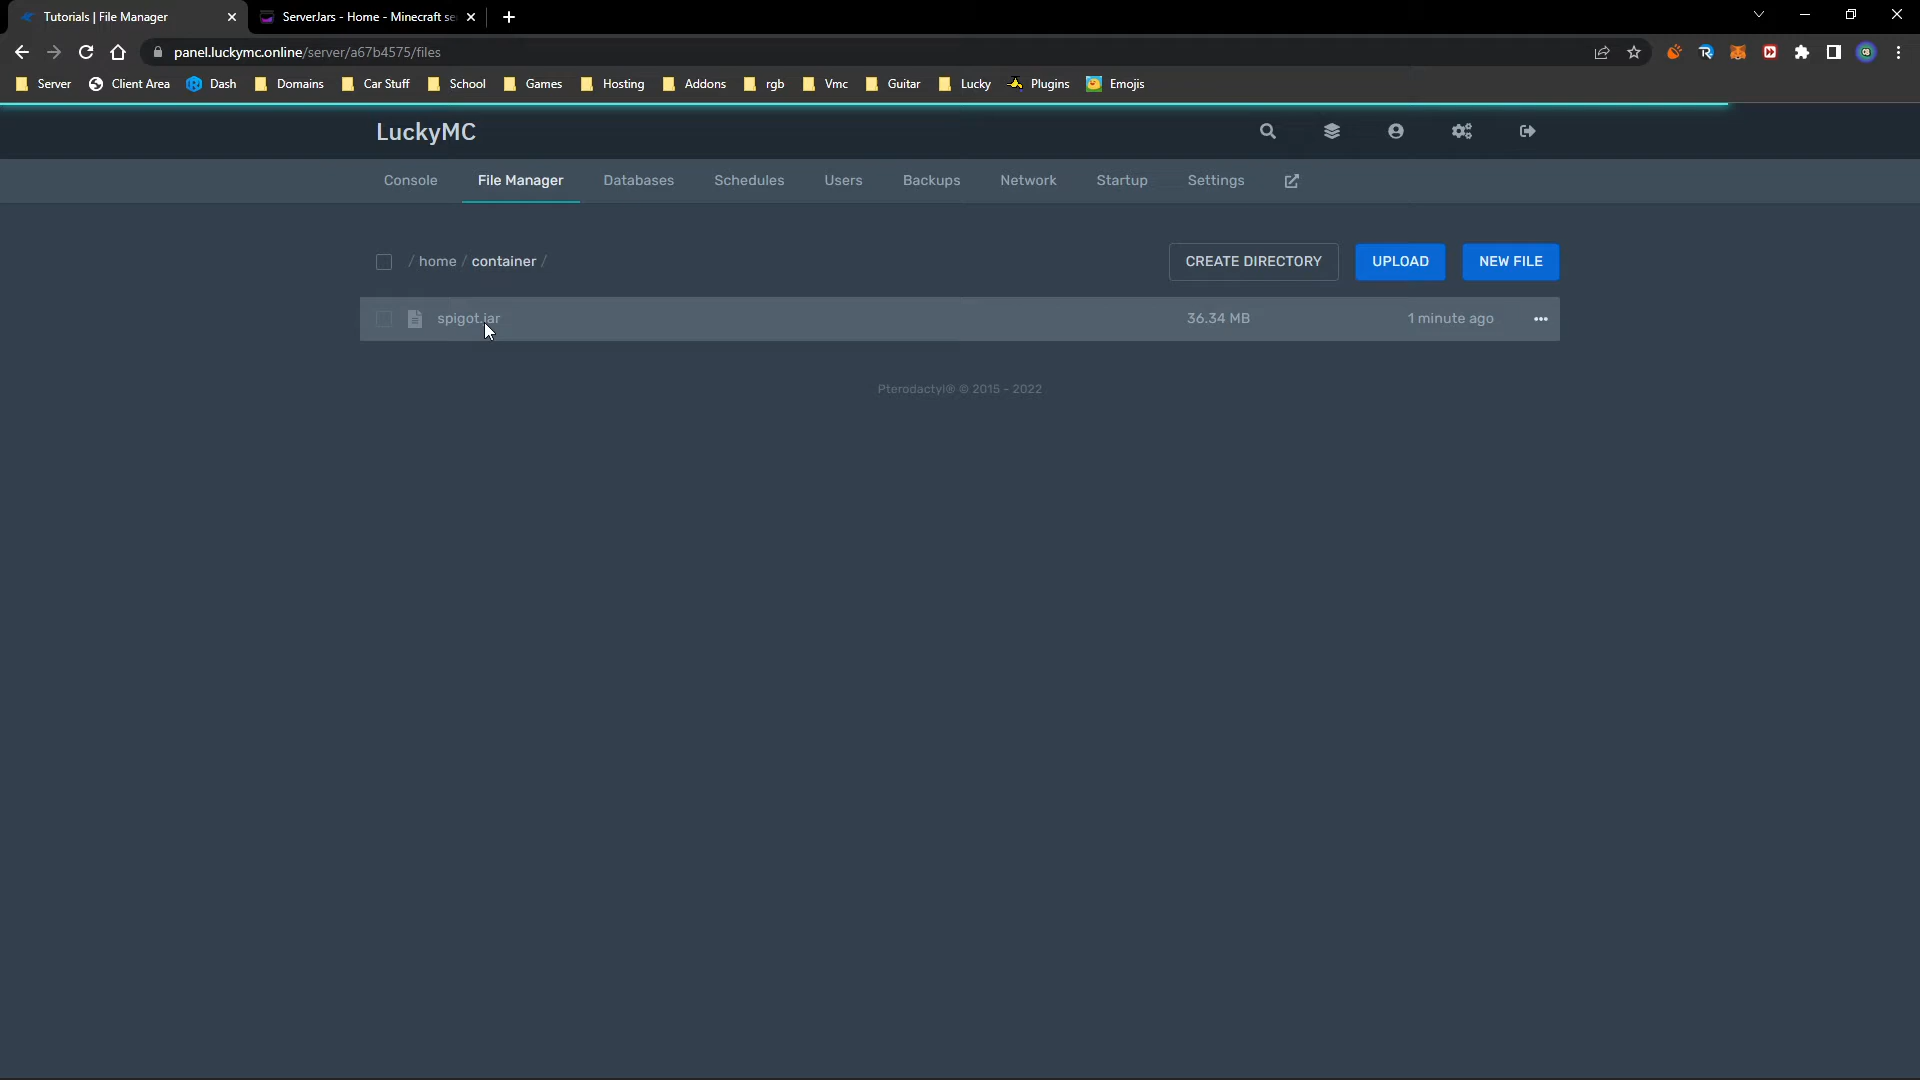 Tutorials | File Manager
ServerJars - Home - Minecraft se
panel.luckymc.online/server/a67b4575/files
Server Client Area Dash Domains Car Stuff School Games Hosting Addons rgb Vmc Guitar Lucky Plugins Emojis
LuckyMC
Console File Manager Databases Schedules Users Backups Network Startup Settings
/ home / container /
CREATE DIRECTORY UPLOAD NEW FILE
spigot.jar 36.34 MB 1 minute ago
Pterodactyl® © 2015 - 2022